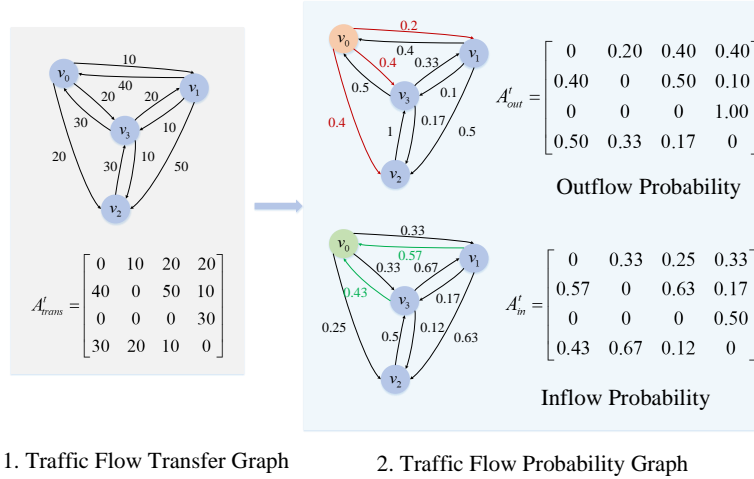 10
v0
40
v1
20
20
30
v3
10
20
30
10
50
v2
A^t_trans =
0 10 20 20
40 0 50 10
0 0 0 30
30 20 10 0
0.2
v0
0.4
v1
0.4
0.33
0.5
v3
0.1
0.4
1
0.17
0.5
v2
A^t_out =
0 0.20 0.40 0.40
0.40 0 0.50 0.10
0 0 0 1.00
0.50 0.33 0.17 0
Outflow Probability
0.33
v0
0.57
v1
0.33
0.67
0.43
v3
0.17
0.25
0.5
0.12
0.63
v2
A^t_in =
0 0.33 0.25 0.33
0.57 0 0.63 0.17
0 0 0 0.50
0.43 0.67 0.12 0
Inflow Probability
1. Traffic Flow Transfer Graph
2. Traffic Flow Probability Graph